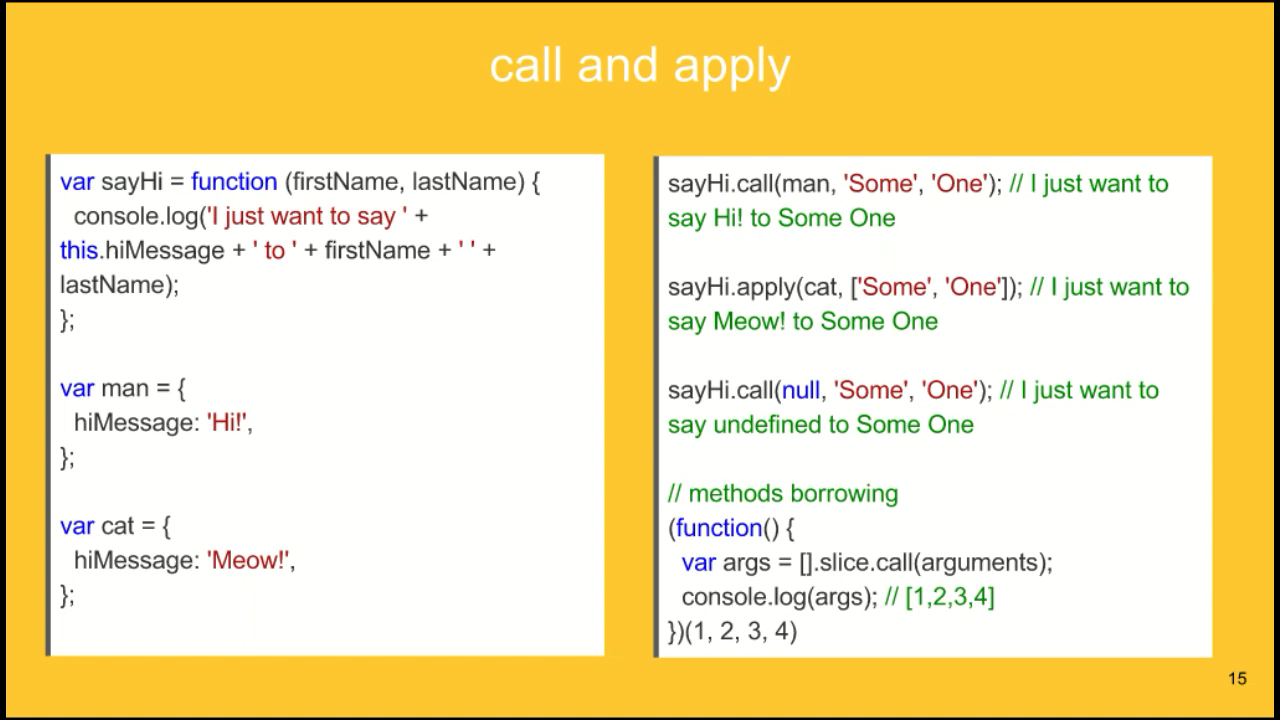 call and apply
var sayHi = function (firstName, lastName) {
console.log('I just want to say ' +
this.hiMessage + ' to ' + firstName + ' ' +
lastName);
};
var man = {
hiMessage: 'Hi!',
};
var cat = {
hiMessage: 'Meow!',
};
sayHi.call(man, 'Some', 'One'); // I just want to
say Hi! to Some One
sayHi.apply(cat, ['Some', 'One']); // I just want to
say Meow! to Some One
sayHi.call(null, 'Some', 'One'); // I just want to
say undefined to Some One
// methods borrowing
(function() {
var args = [].slice.call(arguments);
console.log(args); // [1,2,3,4]
})(1, 2, 3, 4)
15